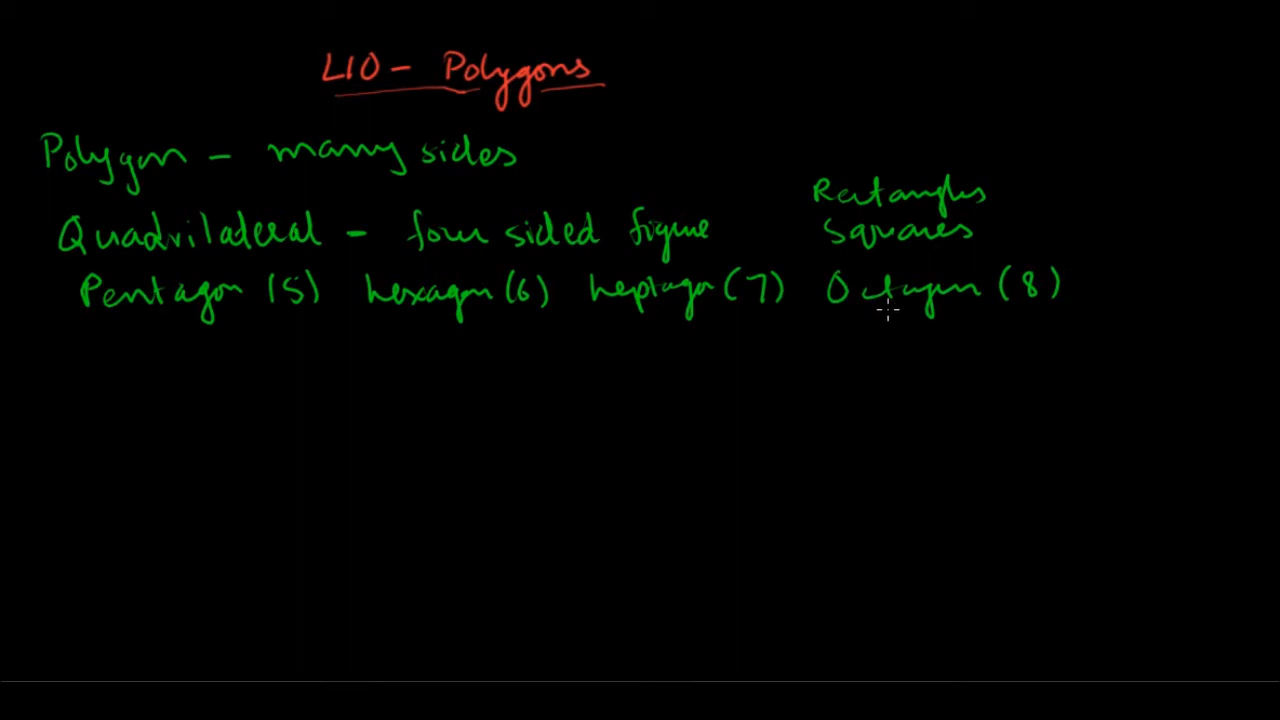 L10 - Polygons
Polygon - many sides
Rectangles
Quadrilateral - four sided figure
Squares
Pentagon (5) hexagon (6) heptagon (7) Octagon (8)